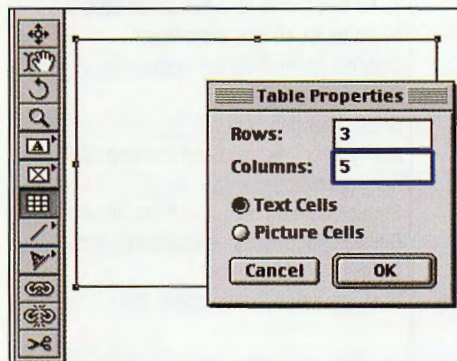 Table Properties
Rows: 3
Columns: 5
Text Cells
Picture Cells
Cancel OK
A